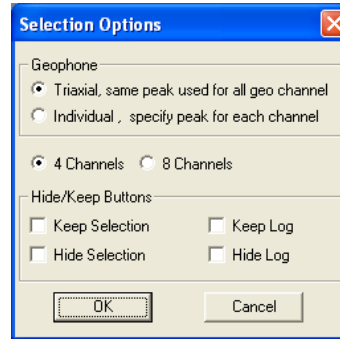 Selection Options
Geophone
Triaxial, same peak used for all geo channel
Individual , specify peak for each channel
4 Channels 8 Channels
Hide/Keep Buttons
Keep Selection Keep Log
Hide Selection Hide Log
OK Cancel